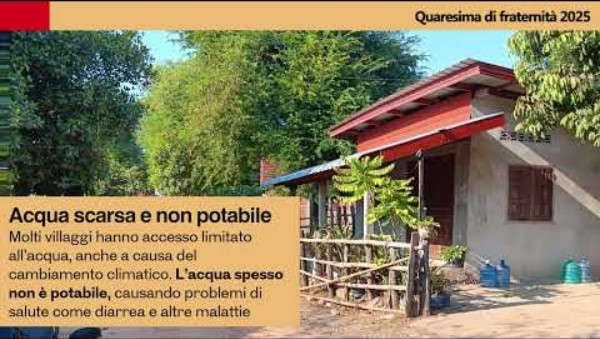 Quaresima di fraternità 2025
Acqua scarsa e non potabile
Molti villaggi hanno accesso limitato
all'acqua, anche a causa del
cambiamento climatico. L'acqua spesso
non è potabile, causando problemi di
salute come diarrea e altre malattie